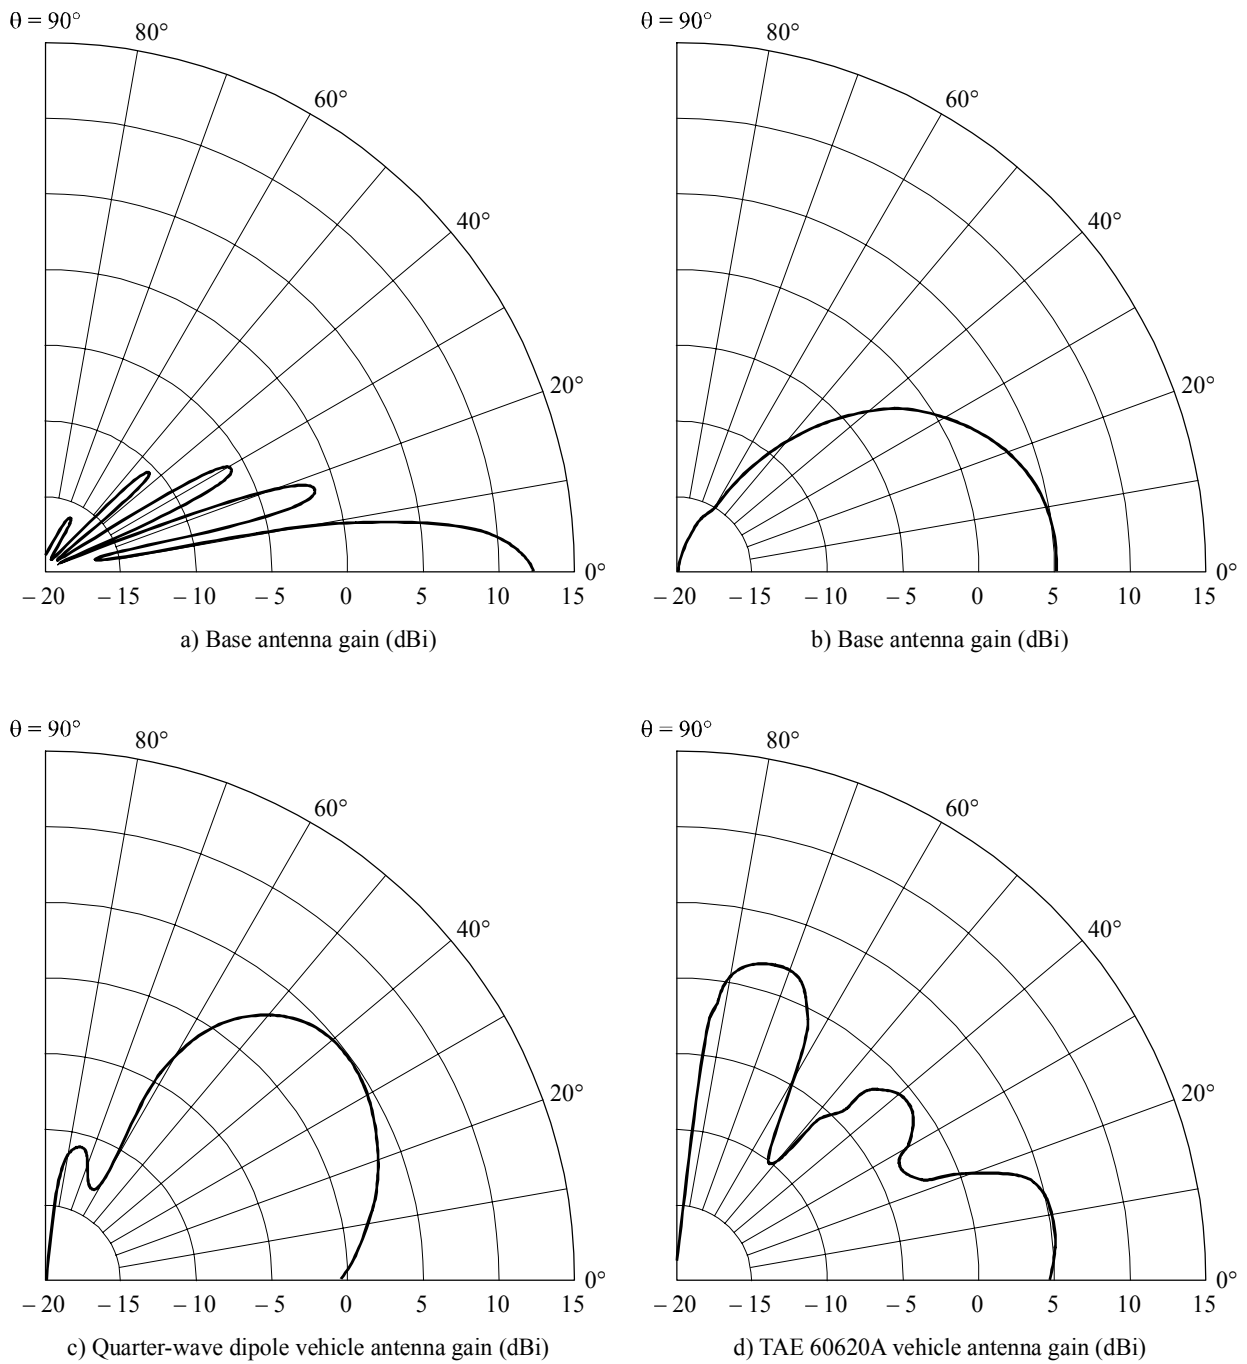 θ = 90°
80°
60°
40°
20°
0°
– 20 – 15 – 10 – 5 0 5 10 15
a) Base antenna gain (dBi)
θ = 90°
80°
60°
40°
20°
0°
– 20 – 15 – 10 – 5 0 5 10 15
b) Base antenna gain (dBi)
θ = 90°
80°
60°
40°
20°
0°
– 20 – 15 – 10 – 5 0 5 10 15
c) Quarter-wave dipole vehicle antenna gain (dBi)
θ = 90°
80°
60°
40°
20°
0°
– 20 – 15 – 10 – 5 0 5 10 15
d) TAE 60620A vehicle antenna gain (dBi)